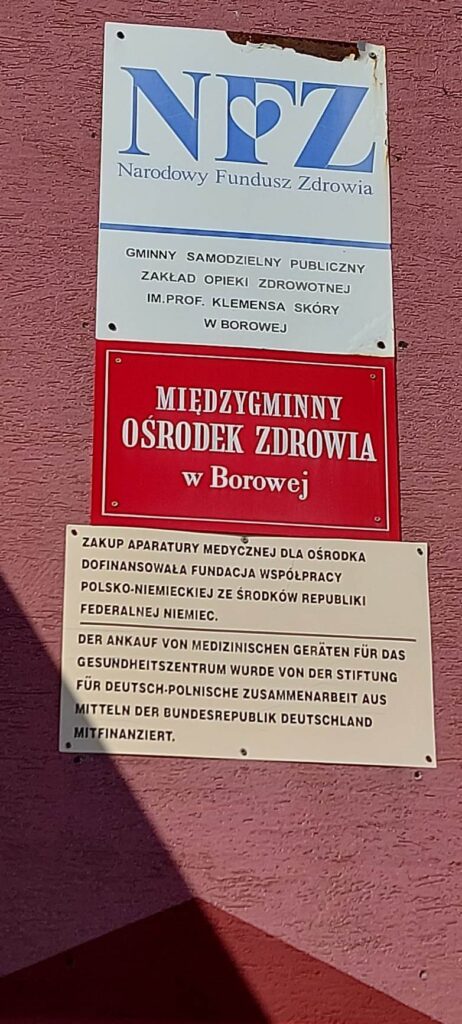 NFZ
Narodowy Fundusz Zdrowia
GMINNY SAMODZIELNY PUBLICZNY
ZAKŁAD OPIEKI ZDROWOTNEJ
IM.PROF. KLEMENSA SKÓRY
W BOROWEJ
MIĘDZYGMINNY
OŚRODEK ZDROWIA
w Borowej
ZAKUP APARATURY MEDYCZNEJ DLA OŚRODKA
DOFINANSOWAŁA FUNDACJA WSPÓŁPRACY
POLSKO-NIEMIECKIEJ ZE ŚRODKÓW REPUBLIKI
FEDERALNEJ NIEMIEC.
DER ANKAUF VON MEDIZINISCHEN GERÄTEN FÜR DAS
GESUNDHEITSZENTRUM WURDE VON DER STIFTUNG
FÜR DEUTSCH-POLNISCHE ZUSAMMENARBEIT AUS
MITTELN DER BUNDESREPUBLIK DEUTSCHLAND
MITFINANZIERT.